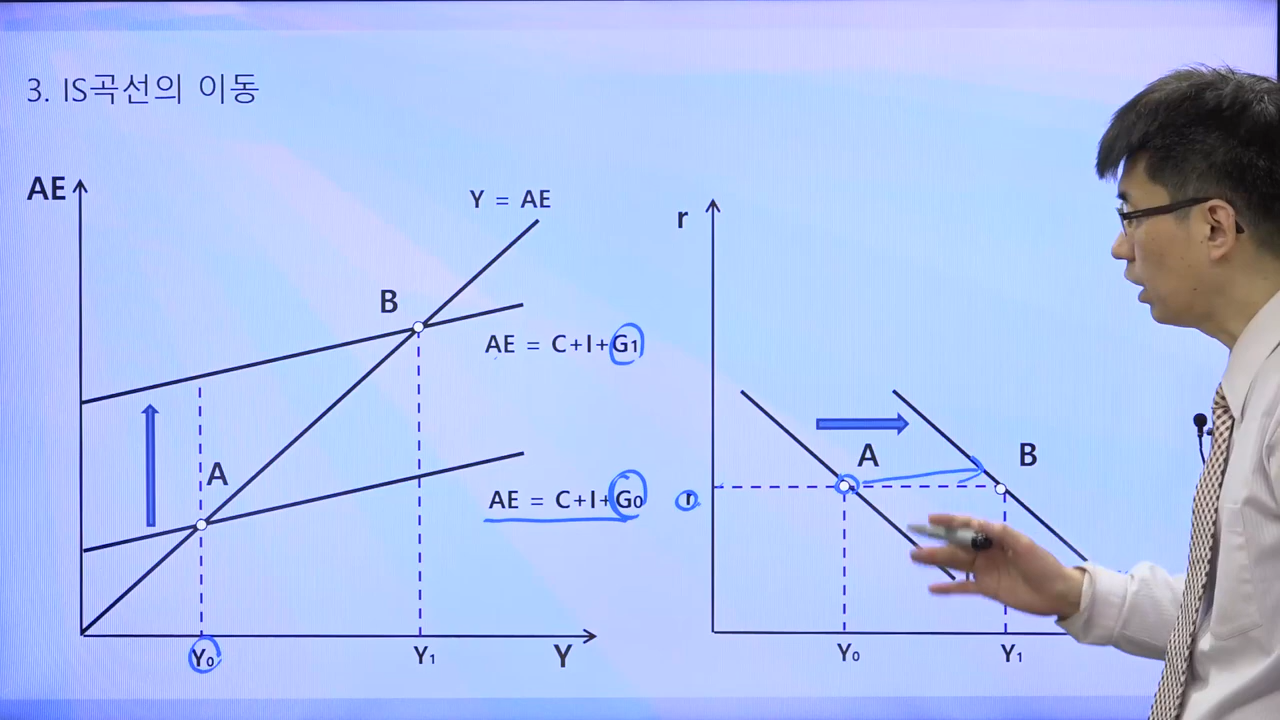 3. IS곡선의 이동
AE
Y = AE
B
AE = C+I+G₁
A
AE = C+I+G₀
Y₀
Y₁
Y
r
A
B
r
Y₀
Y₁